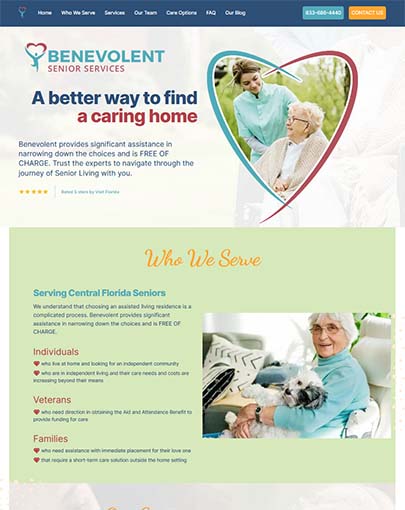 Home Who We Serve Services Our Team Care Options FAQ Our Blog 833-686-4440 CONTACT US
BENEVOLENT
SENIOR SERVICES
A better way to find
a caring home
Benevolent provides significant assistance in
narrowing down the choices and is FREE OF
CHARGE. Trust the experts to navigate through the
journey of Senior Living with you.
Rated 5 stars by Visit Florida
Who We Serve
Serving Central Florida Seniors
We understand that choosing an assisted living residence is a
complicated process. Benevolent provides significant
assistance in narrowing down the choices and is FREE OF
CHARGE.
Individuals
who live at home and looking for an independent community
who are in independent living and their care needs and costs are
increasing beyond their means
Veterans
who need direction in obtaining the Aid and Attendance Benefit to
provide funding for care
Families
who need assistance with immediate placement for their love one
that require a short-term care solution outside the home setting